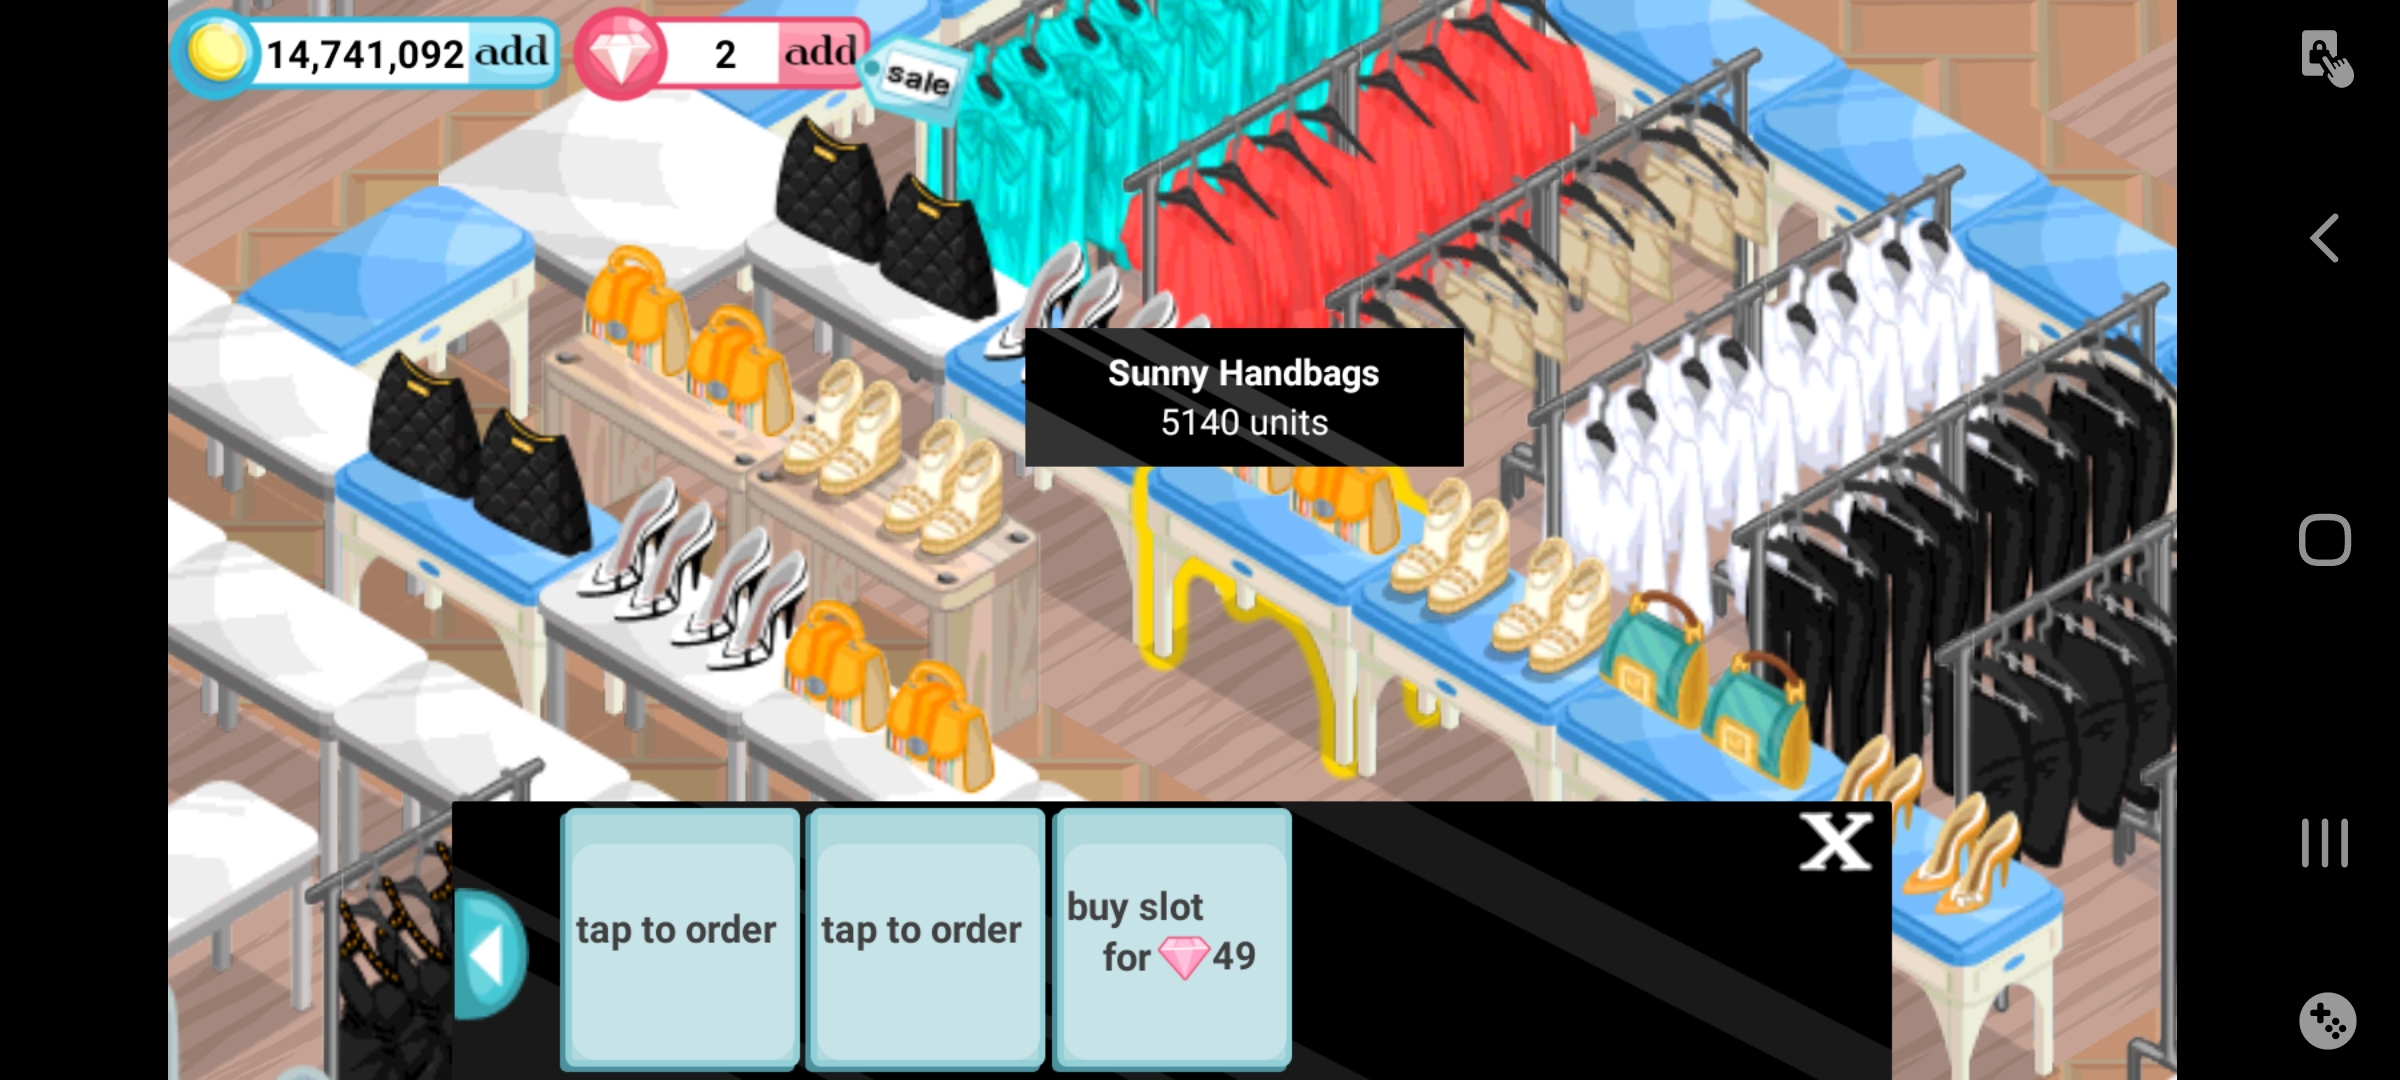 14,741,092 add
2 add
sale
Sunny Handbags
5140 units
X
tap to order
tap to order
buy slot
for 49